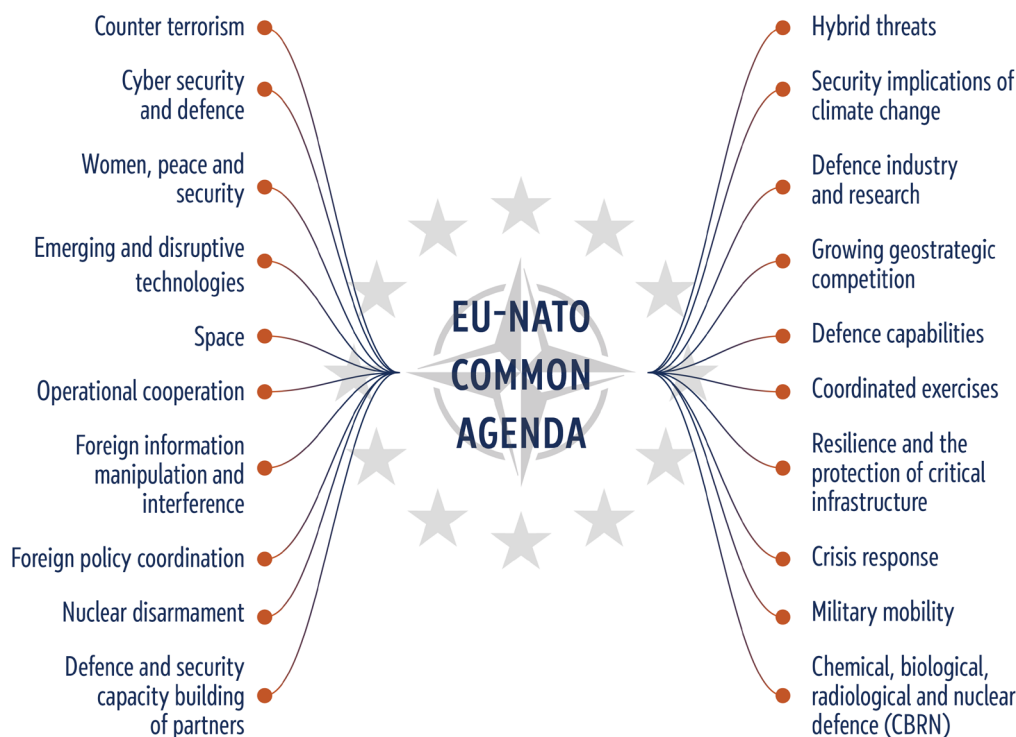 Counter terrorism
Cyber security
and defence
Women, peace and
security
Emerging and disruptive
technologies
Space
Operational cooperation
Foreign information
manipulation and
interference
Foreign policy coordination
Nuclear disarmament
Defence and security
capacity building
of partners
EU-NATO
COMMON
AGENDA
Hybrid threats
Security implications of
climate change
Defence industry
and research
Growing geostrategic
competition
Defence capabilities
Coordinated exercises
Resilience and the
protection of critical
infrastructure
Crisis response
Military mobility
Chemical, biological,
radiological and nuclear
defence (CBRN)